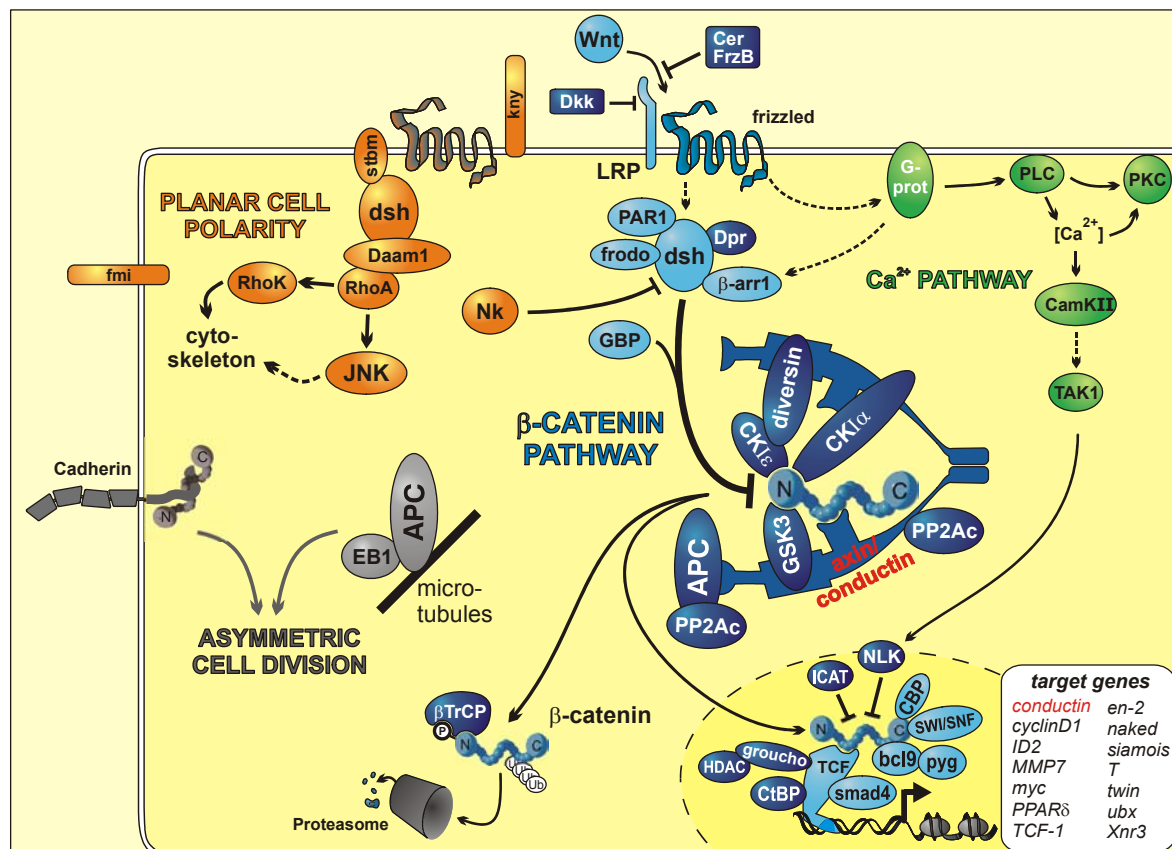 Wnt
Cer
FrzB
Dkk
kny
frizzled
LRP
stbm
G-
prot
PLC
PKC
PLANAR CELL
POLARITY
dsh
PAR1
Dpr
[Ca²⁺]
frodo
dsh
Daam1
fmi
RhoK
RhoA
β-arr1
Ca²⁺ PATHWAY
CamKII
Nk
cyto-
skeleton
GBP
JNK
diversin
TAK1
β-CATENIN
PATHWAY
CKIε
CKIα
Cadherin
C
N
N
C
APC
EB1
GSK3
PP2Ac
axin/
conductin
APC
micro-
tubules
PP2Ac
ASYMMETRIC
CELL DIVISION
NLK
ICAT
CBP
βTrCP
β-catenin
P
N
C
Ub
Ub
Ub
Ub
N
C
SWI/SNF
groucho
HDAC
TCF
bcl9
pyg
CtBP
smad4
Proteasome
target genes
conductin
en-2
cyclinD1
naked
ID2
siamois
MMP7
T
myc
twin
PPARδ
ubx
TCF-1
Xnr3